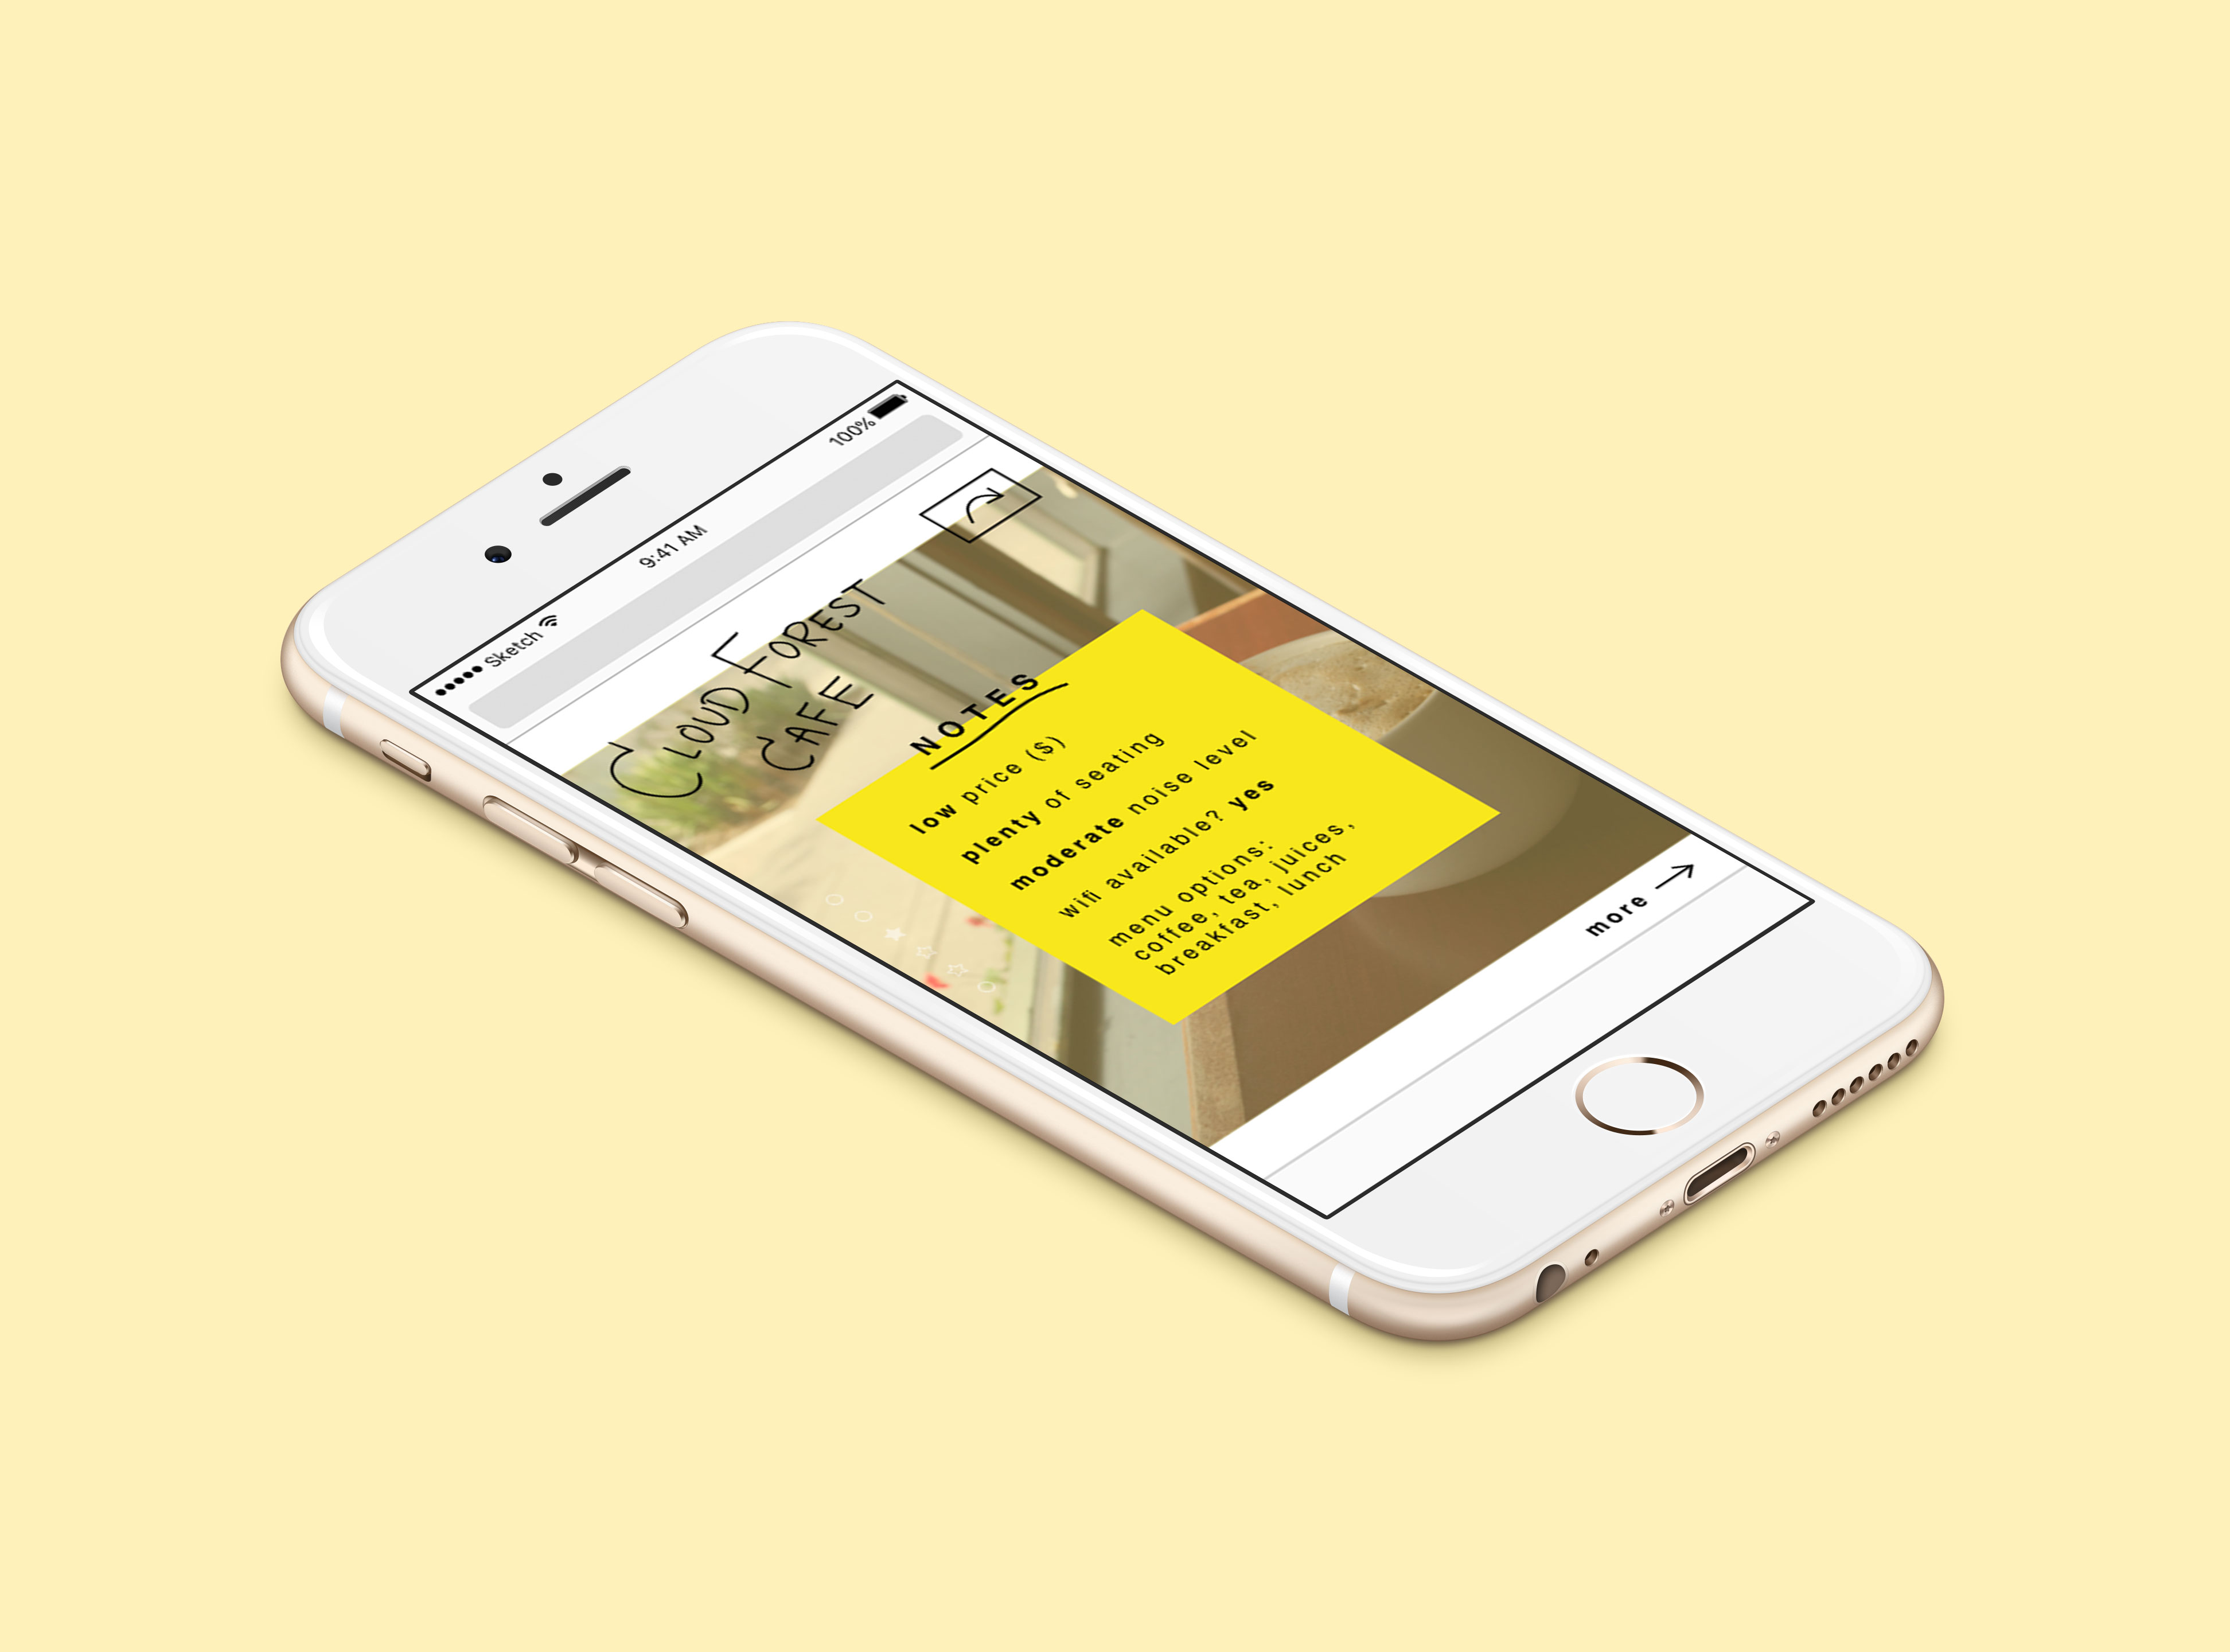 Sketch 9:41 AM 100%
CLOUD FOREST
CAFE
NOTES
low price ($)
plenty of seating
moderate noise level
wifi available? yes
menu options:
coffee, tea, juices,
breakfast, lunch
more